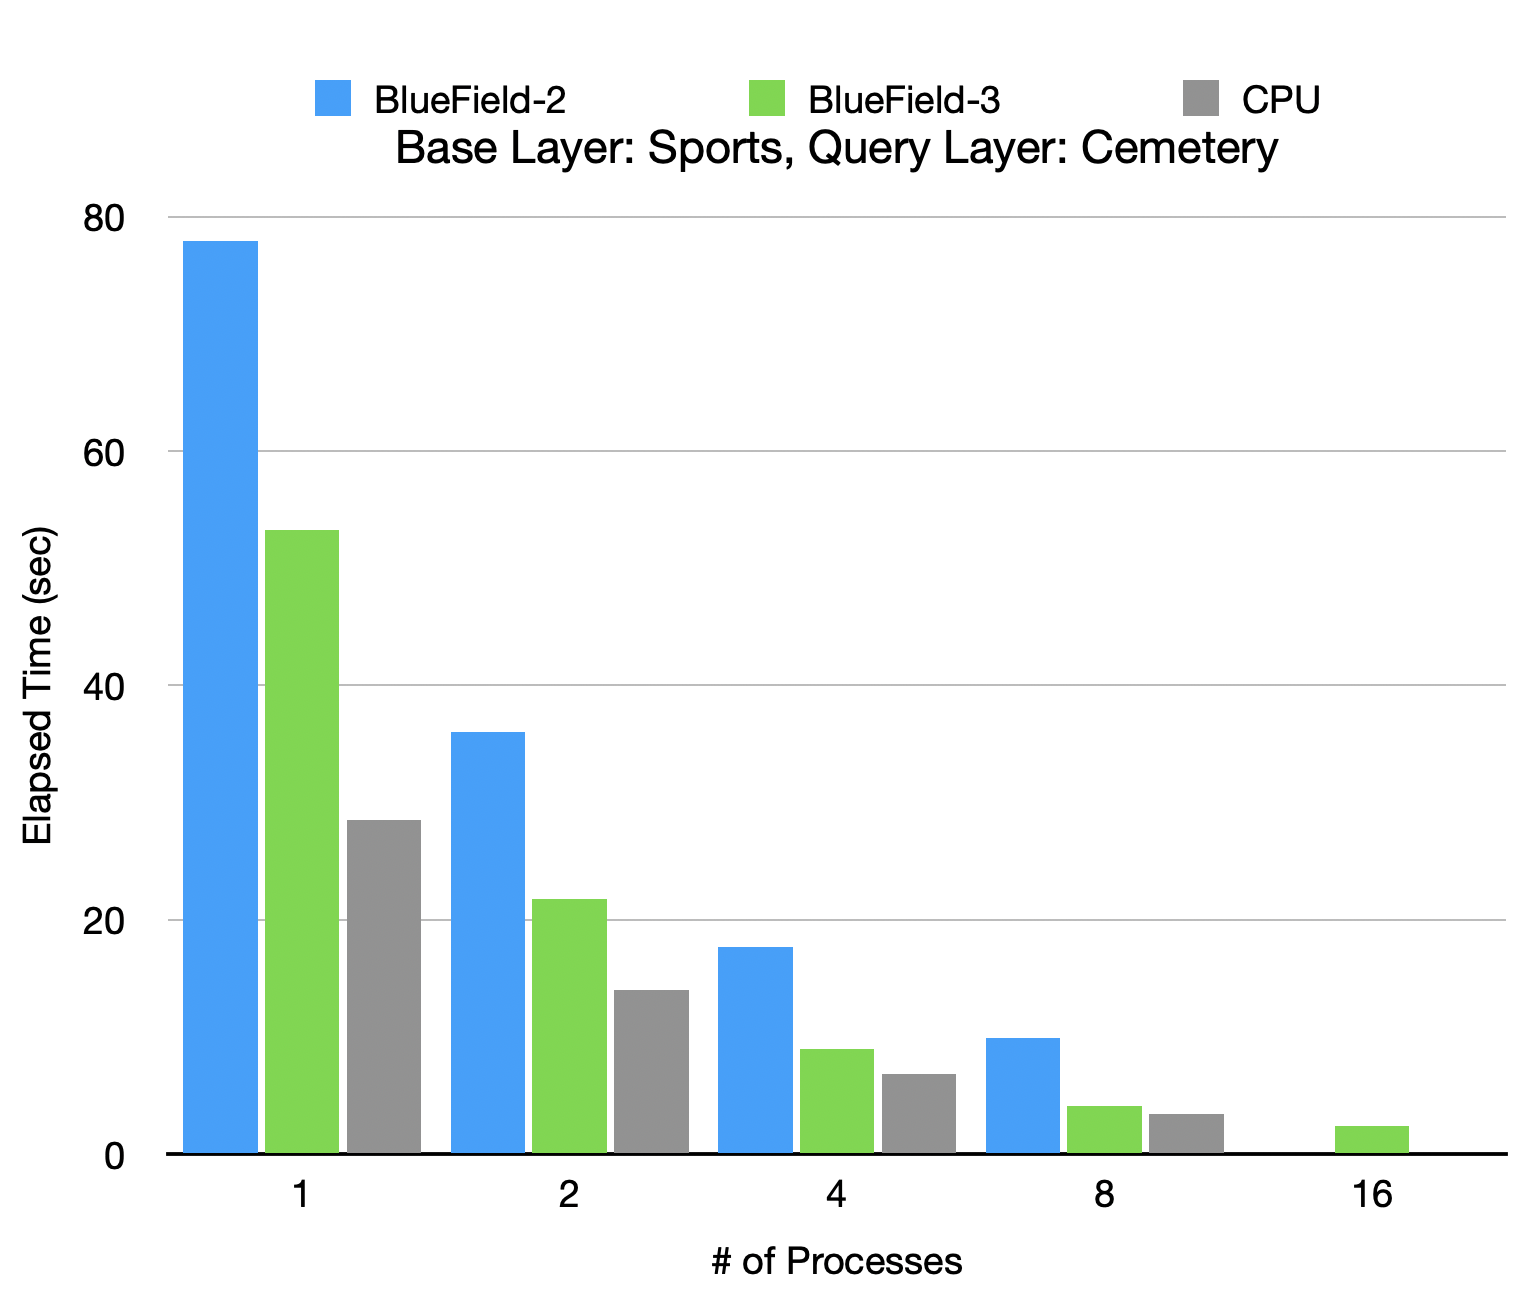 BlueField-2 BlueField-3 CPU
Base Layer: Sports, Query Layer: Cemetery
80
60
40
20
0
Elapsed Time (sec)
1 2 4 8 16
# of Processes